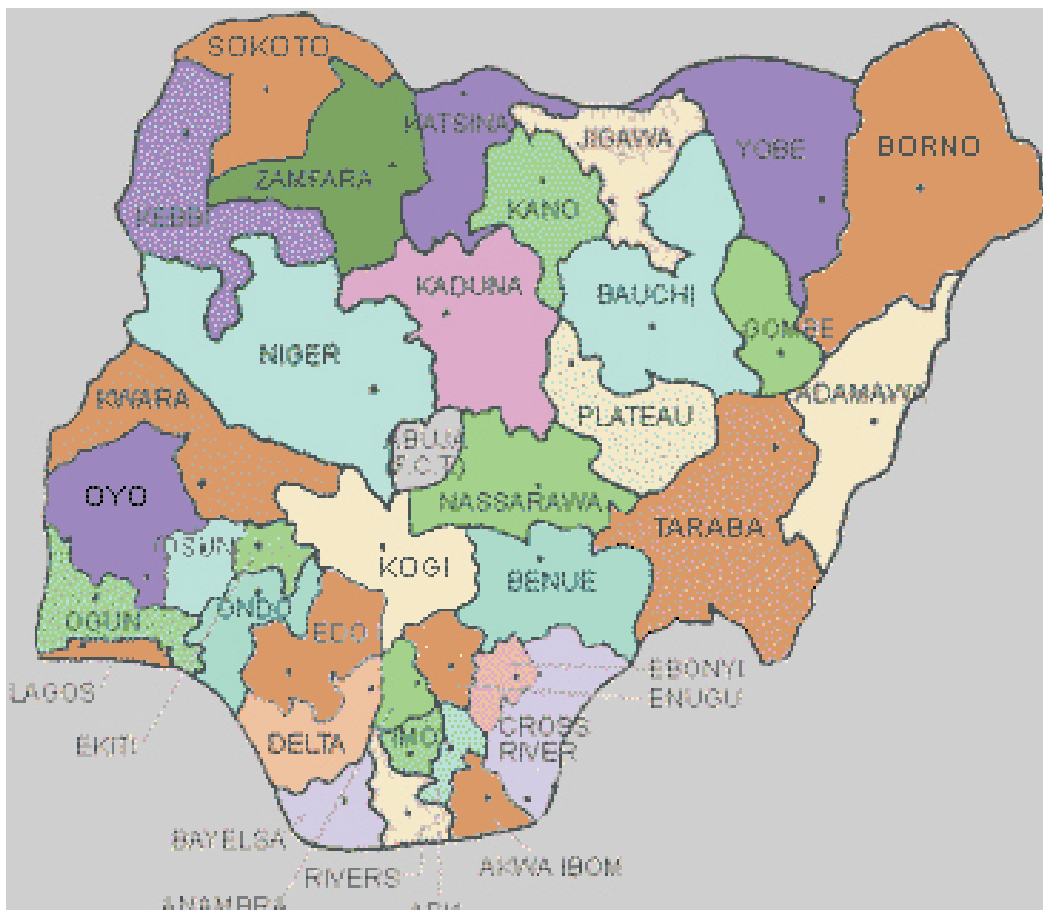 SOKOTO
KATSINA
JIGAWA
YOBE
BORNO
ZAMFARA
KEBBI
KANO
KADUNA
BAUCHI
GOMBE
NIGER
KWARA
PLATEAU
ADAMAWA
ABUJA
F.C.T.
OYO
NASSARAWA
TARABA
OSUN
KOGI
BENUE
ONDO
OGUN
EDO
EBONYI
LAGOS
ENUGU
CROSS
RIVER
EKITI
DELTA
IMO
BAYELSA
AKWA IBOM
RIVERS
ANAMBRA